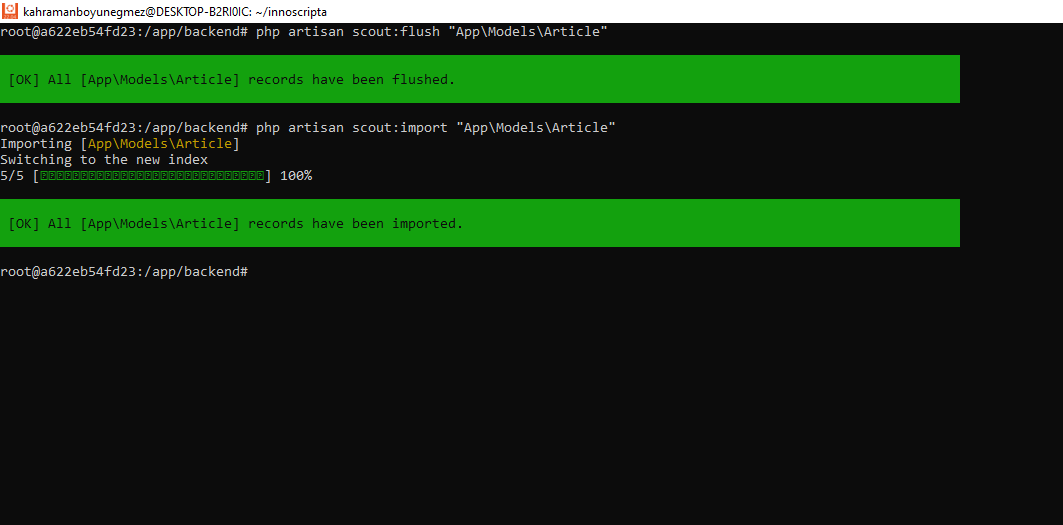 kahramanboyunegmez@DESKTOP-B2RI0IC: ~/innoscripta
root@a622eb54fd23:/app/backend# php artisan scout:flush "App\Models\Article"
[OK] All [App\Models\Article] records have been flushed.
root@a622eb54fd23:/app/backend# php artisan scout:import "App\Models\Article"
Importing [App\Models\Article]
Switching to the new index
5/5 [] 100%
[OK] All [App\Models\Article] records have been imported.
root@a622eb54fd23:/app/backend#